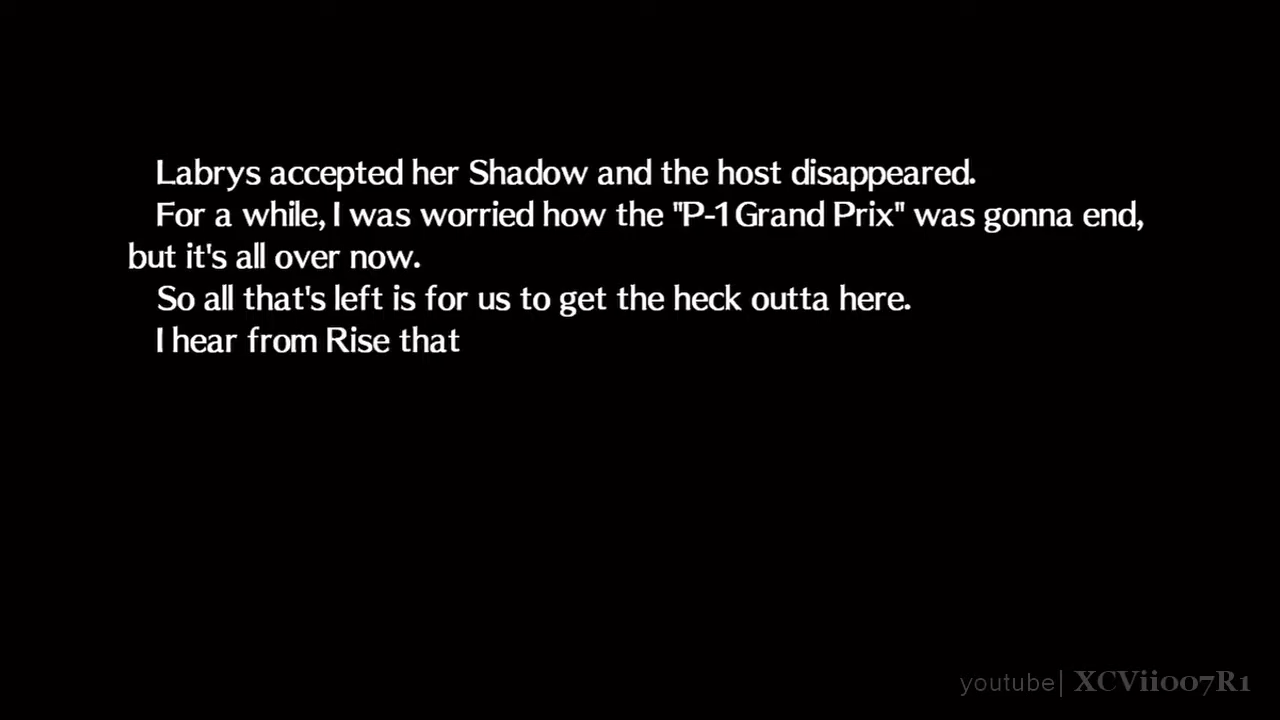 Labrys accepted her Shadow and the host disappeared.
For a while, I was worried how the "P-1 Grand Prix" was gonna end,
but it's all over now.
So all that's left is for us to get the heck outta here.
I hear from Rise that
youtube| XCVii007R1